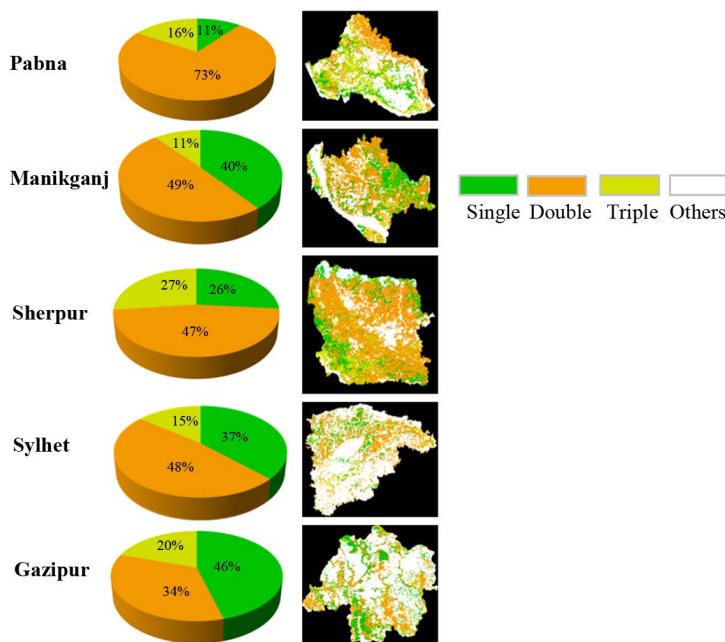 16% 11%
Pabna
73%
11%
40%
Manikganj
49%
Single Double Triple Others
27% 26%
Sherpur
47%
15%
37%
Sylhet
48%
20%
46%
Gazipur
34%